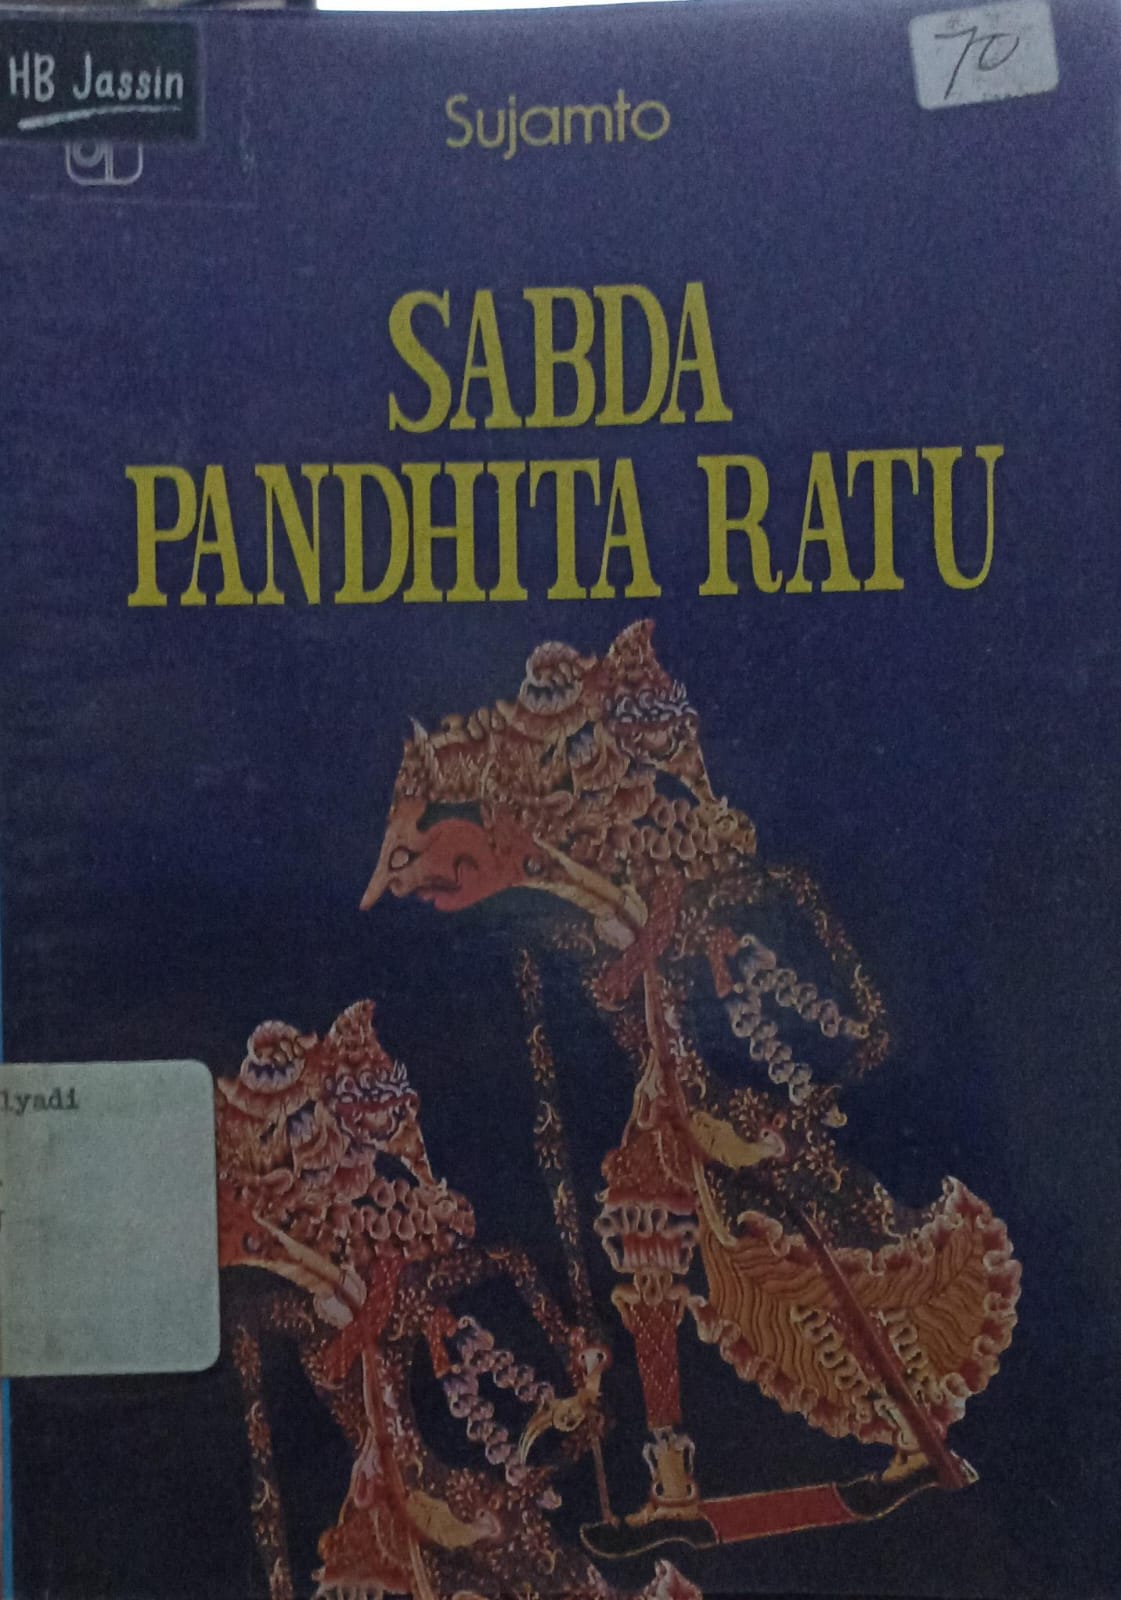 HB Jassin
70
Sujamto
SABDA
PANDHITA RATU
lyadi